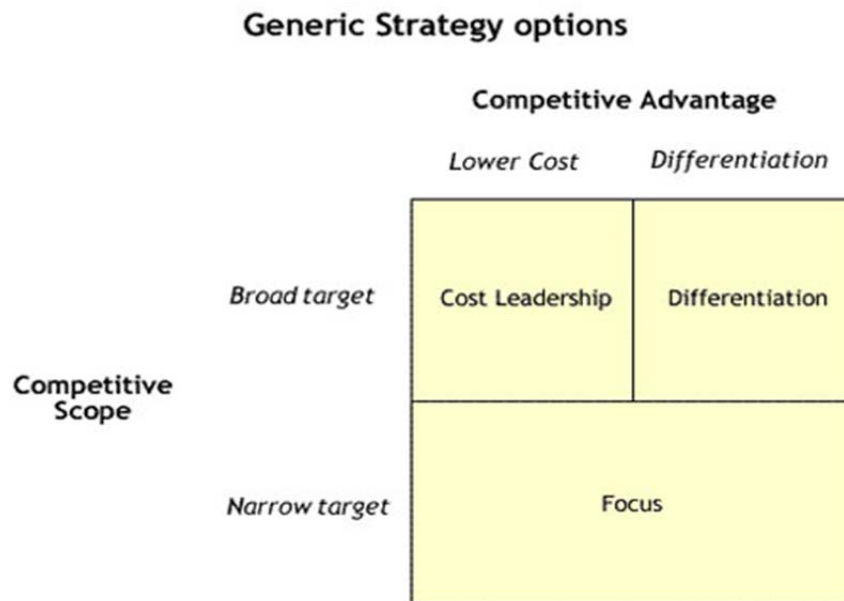 Generic Strategy options
Competitive Advantage
Lower Cost Differentiation
Broad target Cost Leadership Differentiation
Competitive
Scope
Narrow target Focus